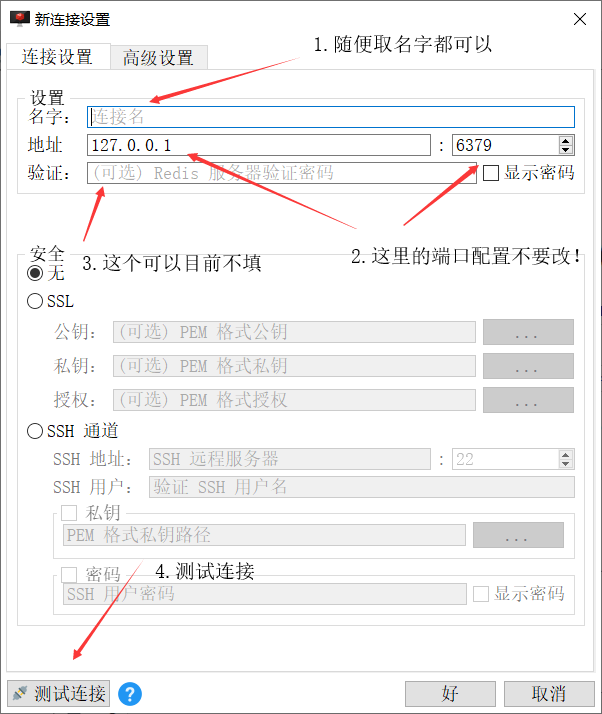 新连接设置
连接设置 高级设置
1.随便取名字都可以
设置
名字： 连接名
地址 127.0.0.1 : 6379
验证： (可选) Redis 服务器验证密码 显示密码
3.这个可以目前不填 2.这里的端口配置不要改！
安全
无
SSL
公钥： (可选) PEM 格式公钥 ...
私钥： (可选) PEM 格式私钥 ...
授权： (可选) PEM 格式授权 ...
SSH 通道
SSH 地址： SSH 远程服务器 : 22
SSH 用户： 验证 SSH 用户名
私钥
PEM 格式私钥路径 ...
密码 4.测试连接
SSH 用户密码 显示密码
测试连接 ? 好 取消